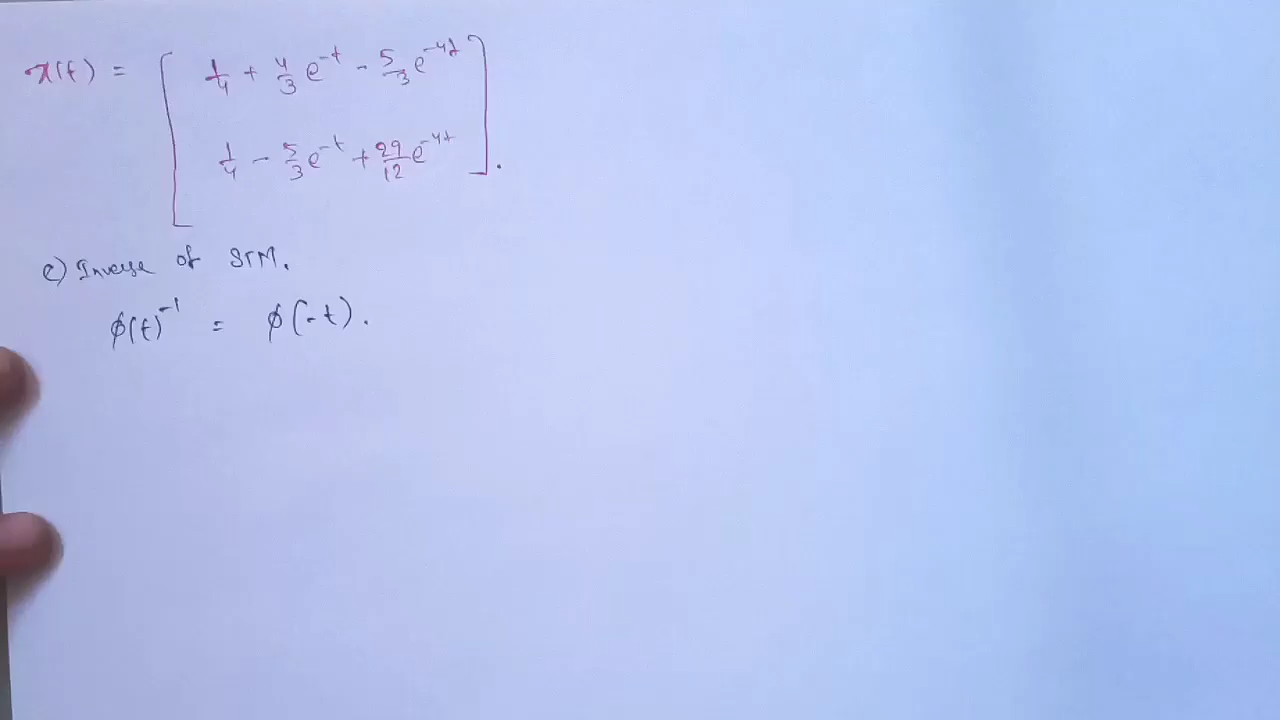 x(t) = [ 1/4 + 4/3 e^-t - 5/3 e^-4t
1/4 - 5/3 e^-t + 29/12 e^-4t ].
e) Inverse of STM.
ϕ(t)^-1 = ϕ(-t).